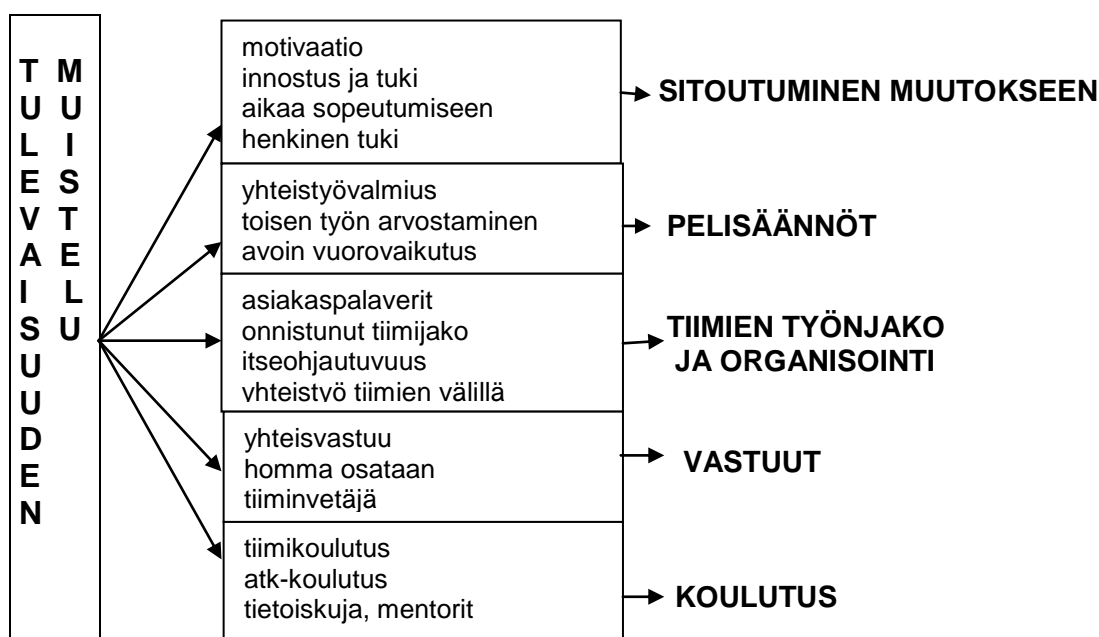 TULEVAISUUDEN
MUISTELU
motivaatio
innostus ja tuki
aikaa sopeutumiseen
henkinen tuki
SITOUTUMINEN MUUTOKSEEN
yhteistyövalmius
toisen työn arvostaminen
avoin vuorovaikutus
PELISÄÄNNÖT
asiakaspalaverit
onnistunut tiimijako
itseohjautuvuus
yhteistyö tiimien välillä
TIIMIEN TYÖNJAKO
JA ORGANISOINTI
yhteisvastuu
homma osataan
tiiminvetäjä
VASTUUT
tiimikoulutus
atk-koulutus
tietoiskuja, mentorit
KOULUTUS